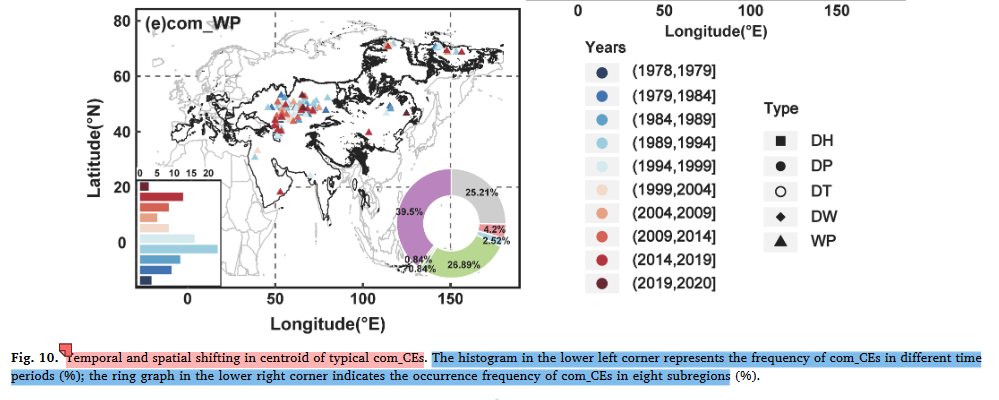 80
(e)com_WP
60
40
20
0
Latitude(°N)
0 5 10 15 20
25.21%
4.2%
2.52%
26.89%
0.84%
0.84%
39.5%
0 50 100 150
Longitude(°E)
0 50 100 150
Longitude(°E)
Years
(1978,1979]
(1979,1984]
(1984,1989]
(1989,1994]
(1994,1999]
(1999,2004]
(2004,2009]
(2009,2014]
(2014,2019]
(2019,2020]
Type
DH
DP
DT
DW
WP
Fig. 10. Temporal and spatial shifting in centroid of typical com_CEs. The histogram in the lower left corner represents the frequency of com_CEs in different time
periods (%); the ring graph in the lower right corner indicates the occurrence frequency of com_CEs in eight subregions (%).